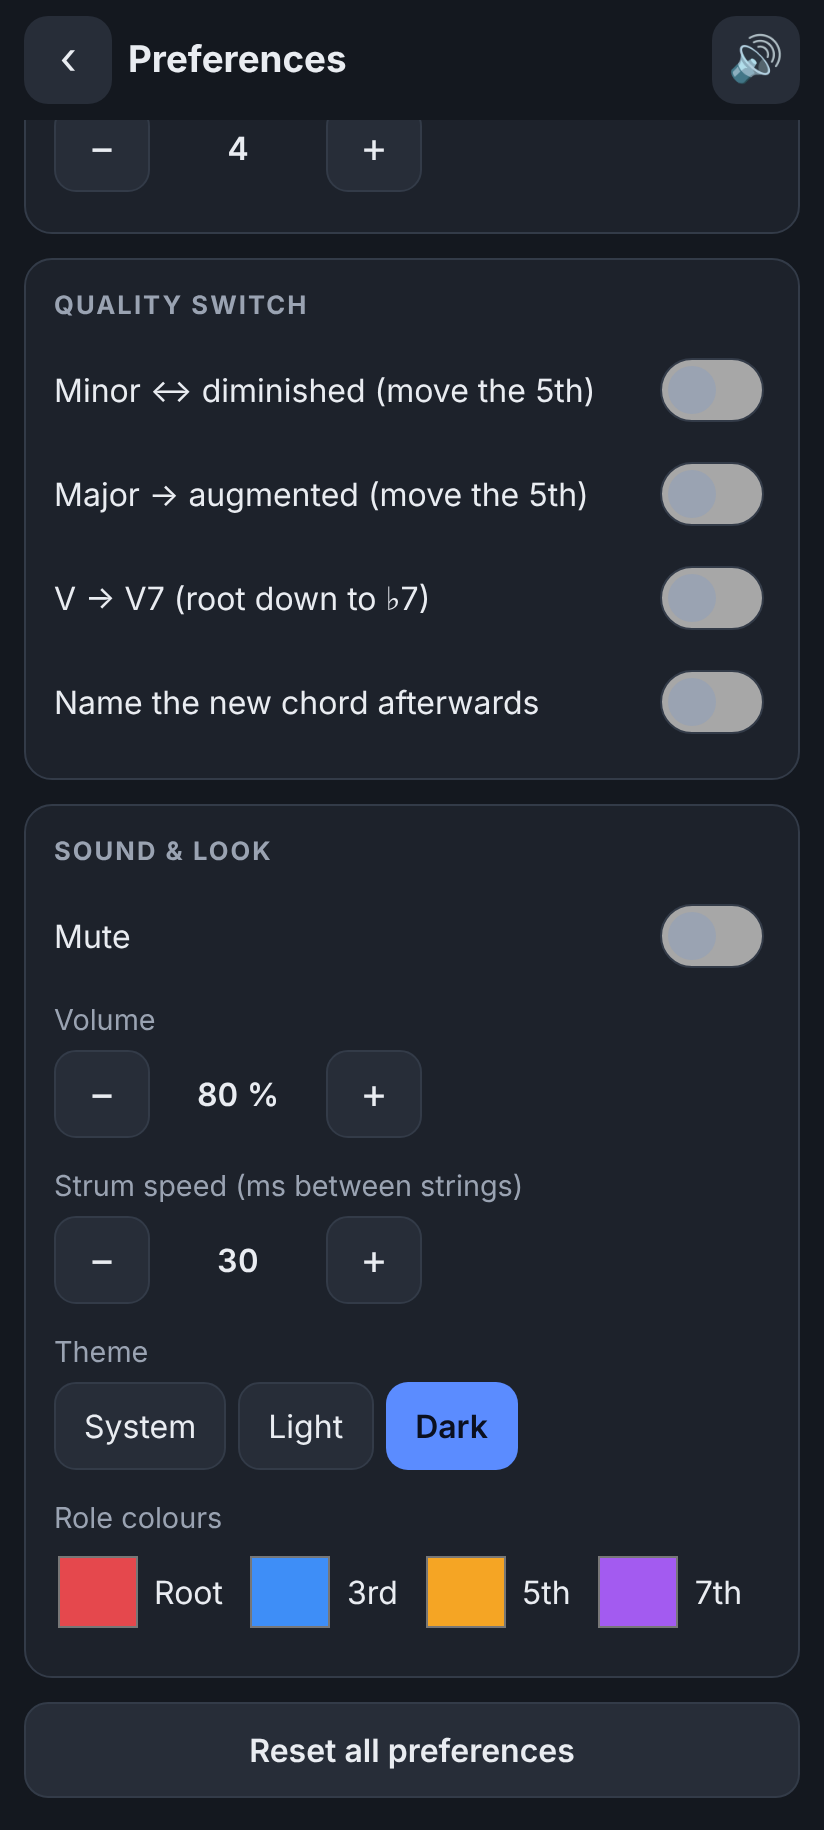 ‹ Preferences
− 4 +
QUALITY SWITCH
Minor ↔ diminished (move the 5th)
Major → augmented (move the 5th)
V → V7 (root down to ♭7)
Name the new chord afterwards
SOUND & LOOK
Mute
Volume
− 80 % +
Strum speed (ms between strings)
− 30 +
Theme
System Light Dark
Role colours
Root 3rd 5th 7th
Reset all preferences